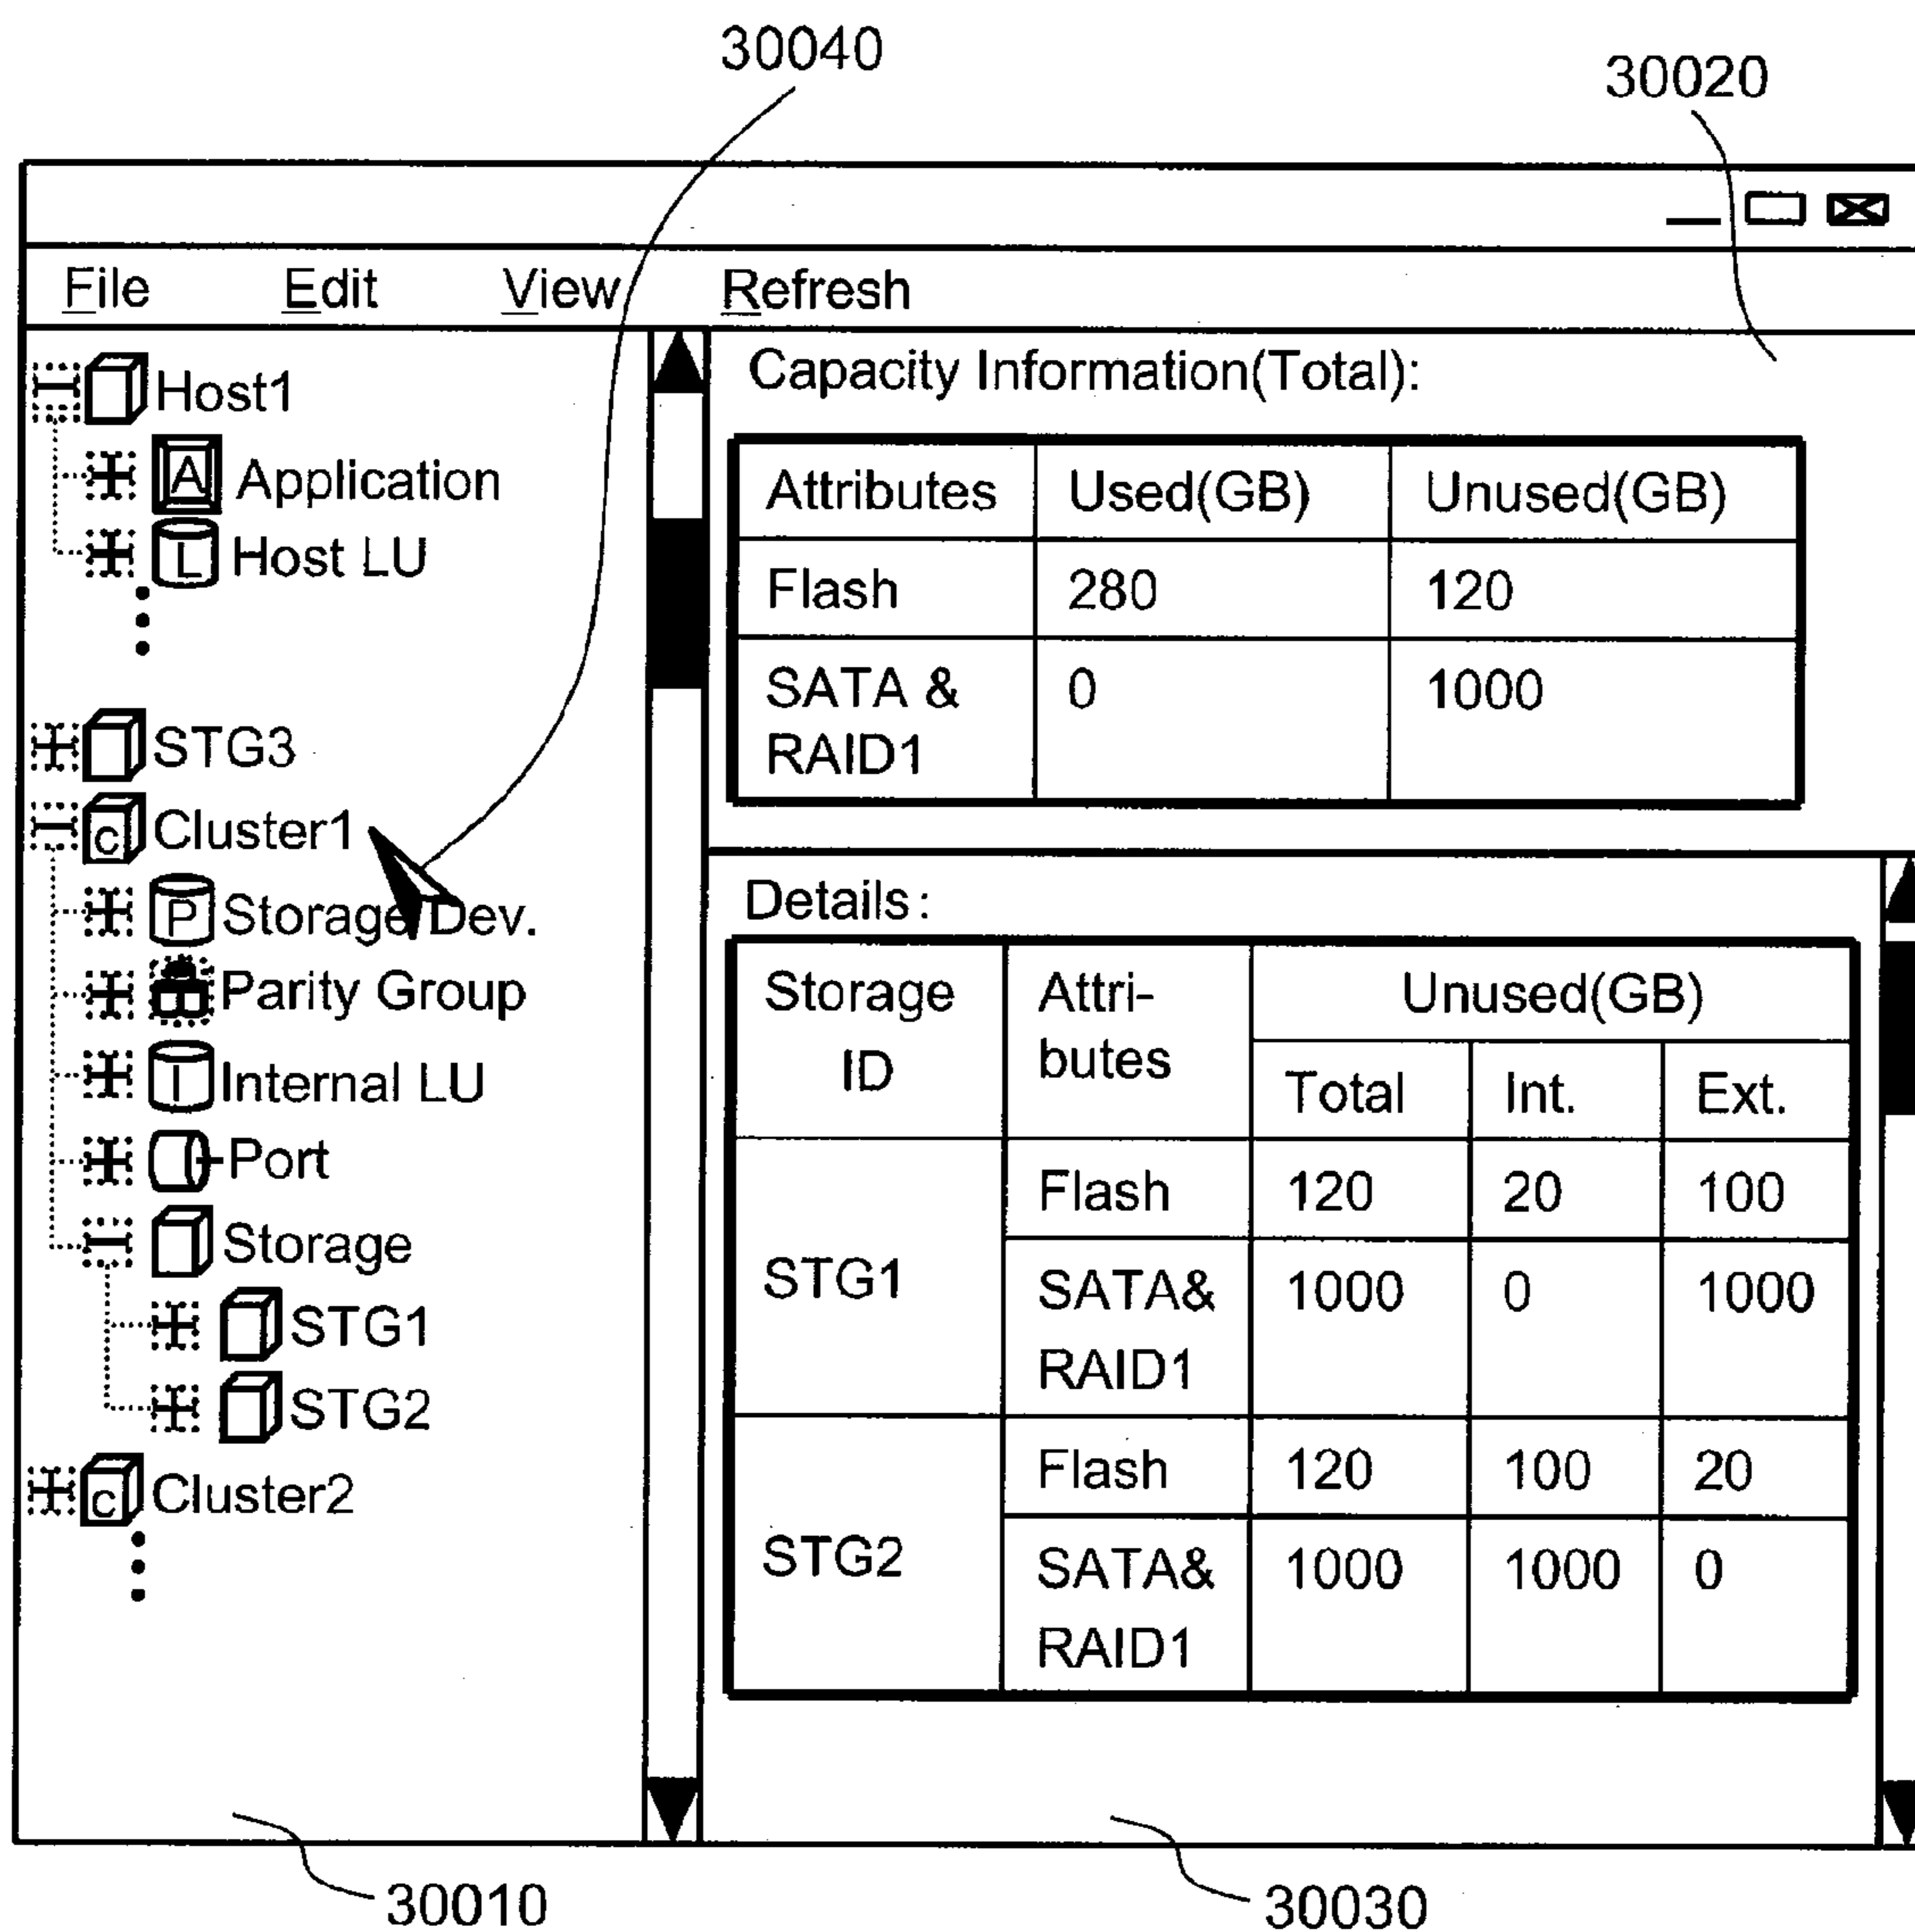 30040
30020
File Edit View Refresh
Host1
A Application
L Host LU
STG3
C Cluster1
P Storage Dev.
Parity Group
I Internal LU
Port
Storage
STG1
STG2
C Cluster2
Capacity Information(Total):
Attributes Used(GB) Unused(GB)
Flash 280 120
SATA & 0 1000
RAID1
Details:
Storage Attri- Unused(GB)
ID butes Total Int. Ext.
Flash 120 20 100
STG1 SATA& 1000 0 1000
RAID1
Flash 120 100 20
STG2 SATA& 1000 1000 0
RAID1
30010
30030